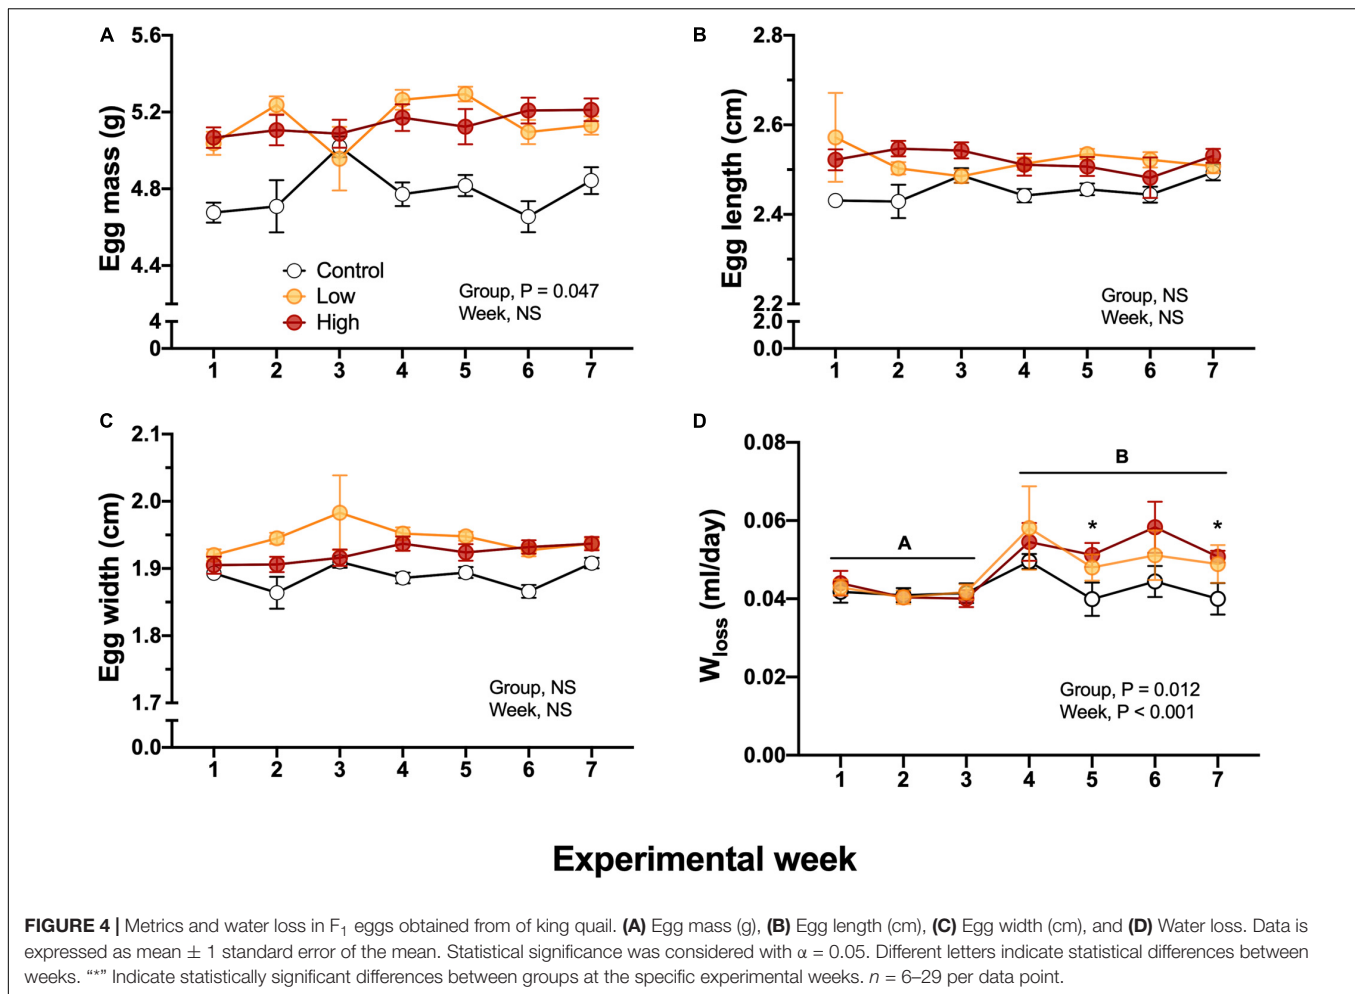 A
Egg mass (g)
5.6
5.2
4.8
4.4
4
0
Control
Low
High
Group, P = 0.047
Week, NS
1 2 3 4 5 6 7
B
Egg length (cm)
2.8
2.6
2.4
2.2
2.0
0.0
Group, NS
Week, NS
1 2 3 4 5 6 7
C
Egg width (cm)
2.1
2.0
1.9
1.8
1.7
0.0
Group, NS
Week, NS
1 2 3 4 5 6 7
D
W_loss (ml/day)
0.08
0.06
0.04
0.02
0.00
A
B
*
*
Group, P = 0.012
Week, P < 0.001
1 2 3 4 5 6 7
Experimental week
FIGURE 4 | Metrics and water loss in F₁ eggs obtained from of king quail. (A) Egg mass (g), (B) Egg length (cm), (C) Egg width (cm), and (D) Water loss. Data is
expressed as mean ± 1 standard error of the mean. Statistical significance was considered with α = 0.05. Different letters indicate statistical differences between
weeks. “*” Indicate statistically significant differences between groups at the specific experimental weeks. n = 6–29 per data point.